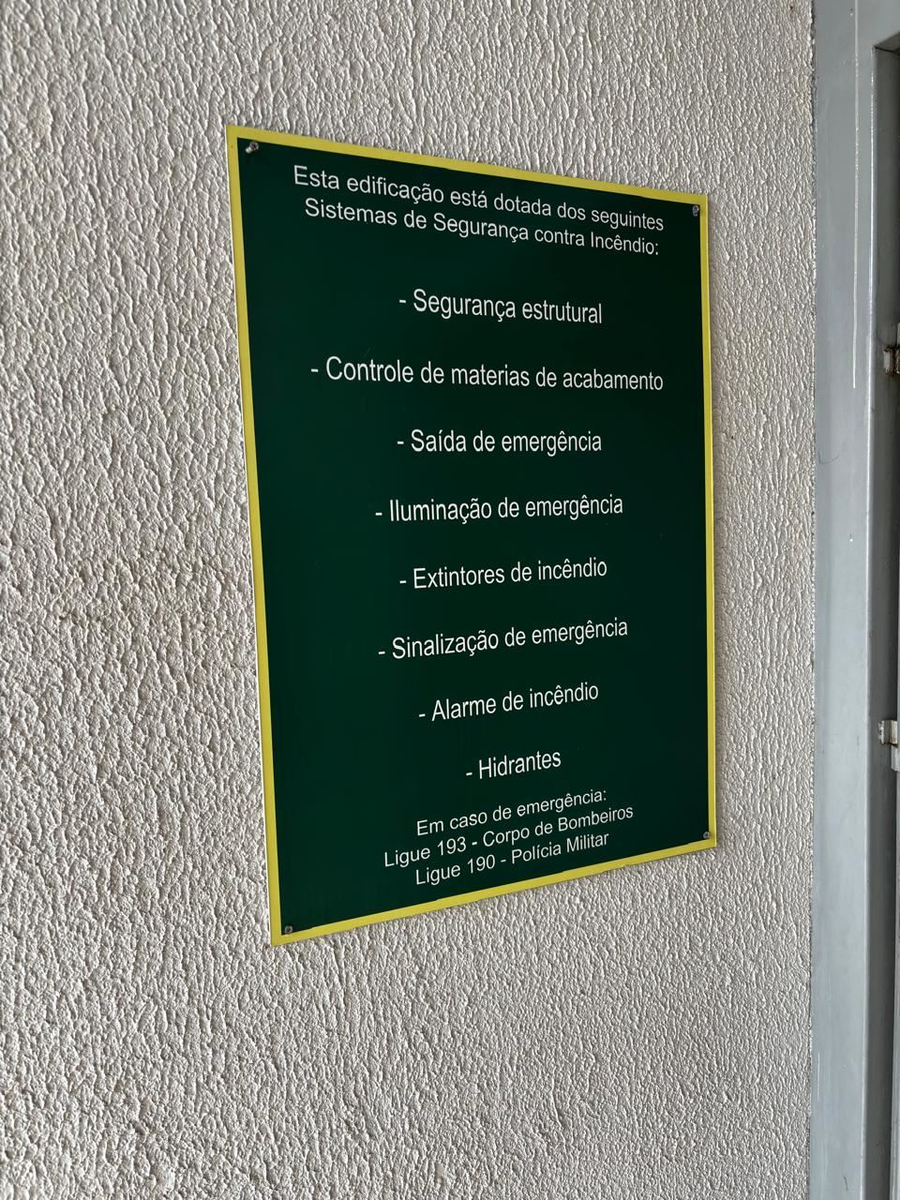 Esta edificação está dotada dos seguintes
Sistemas de Segurança contra Incêndio:
- Segurança estrutural
- Controle de materias de acabamento
- Saída de emergência
- Iluminação de emergência
- Extintores de incêndio
- Sinalização de emergência
- Alarme de incêndio
- Hidrantes
Em caso de emergência:
Ligue 193 - Corpo de Bombeiros
Ligue 190 - Polícia Militar